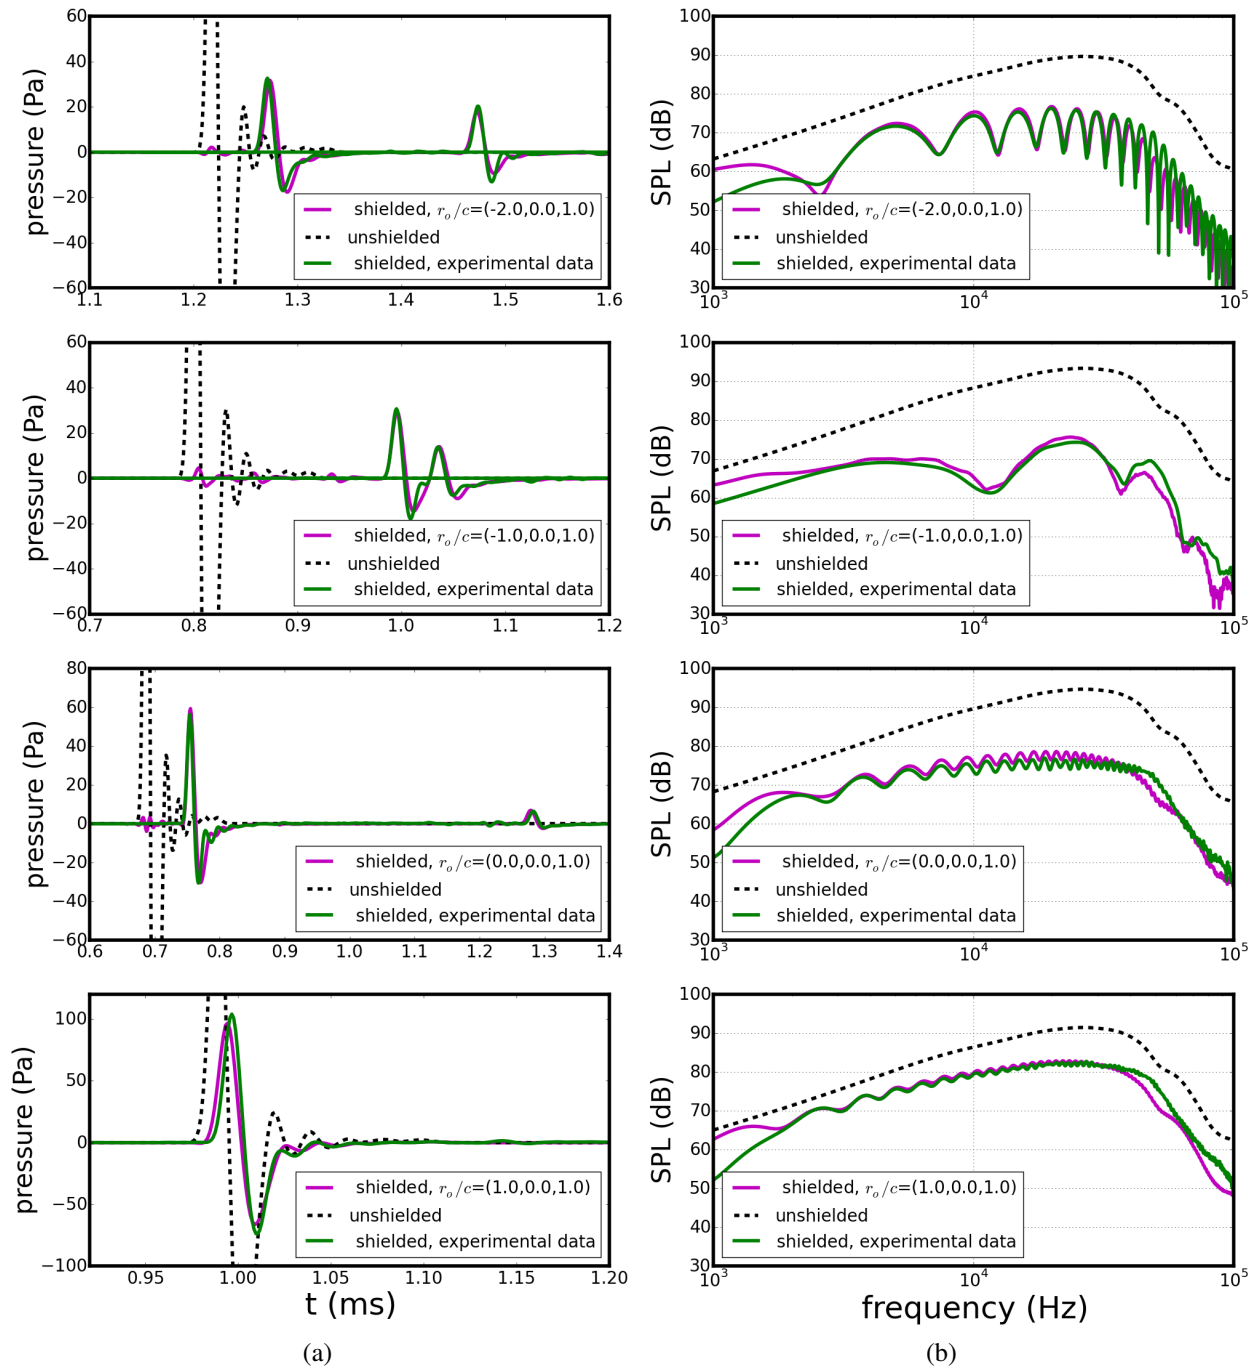 pressure (Pa)
60
40
20
0
−20
−40
−60
1.1
1.2
1.3
1.4
1.5
1.6
shielded, r_o/c=(-2.0,0.0,1.0)
unshielded
shielded, experimental data
SPL (dB)
100
90
80
70
60
50
40
30
10^3
10^4
10^5
shielded, r_o/c=(-2.0,0.0,1.0)
unshielded
shielded, experimental data
pressure (Pa)
60
40
20
0
−20
−40
−60
0.7
0.8
0.9
1.0
1.1
1.2
shielded, r_o/c=(-1.0,0.0,1.0)
unshielded
shielded, experimental data
SPL (dB)
100
90
80
70
60
50
40
30
10^3
10^4
10^5
shielded, r_o/c=(-1.0,0.0,1.0)
unshielded
shielded, experimental data
pressure (Pa)
80
60
40
20
0
−20
−40
−60
0.6
0.7
0.8
0.9
1.0
1.1
1.2
1.3
1.4
shielded, r_o/c=(0.0,0.0,1.0)
unshielded
shielded, experimental data
SPL (dB)
100
90
80
70
60
50
40
30
10^3
10^4
10^5
shielded, r_o/c=(0.0,0.0,1.0)
unshielded
shielded, experimental data
pressure (Pa)
100
50
0
−50
−100
0.95
1.00
1.05
1.10
1.15
1.20
shielded, r_o/c=(1.0,0.0,1.0)
unshielded
shielded, experimental data
t (ms)
SPL (dB)
100
90
80
70
60
50
40
30
10^3
10^4
10^5
shielded, r_o/c=(1.0,0.0,1.0)
unshielded
shielded, experimental data
frequency (Hz)
(a)
(b)